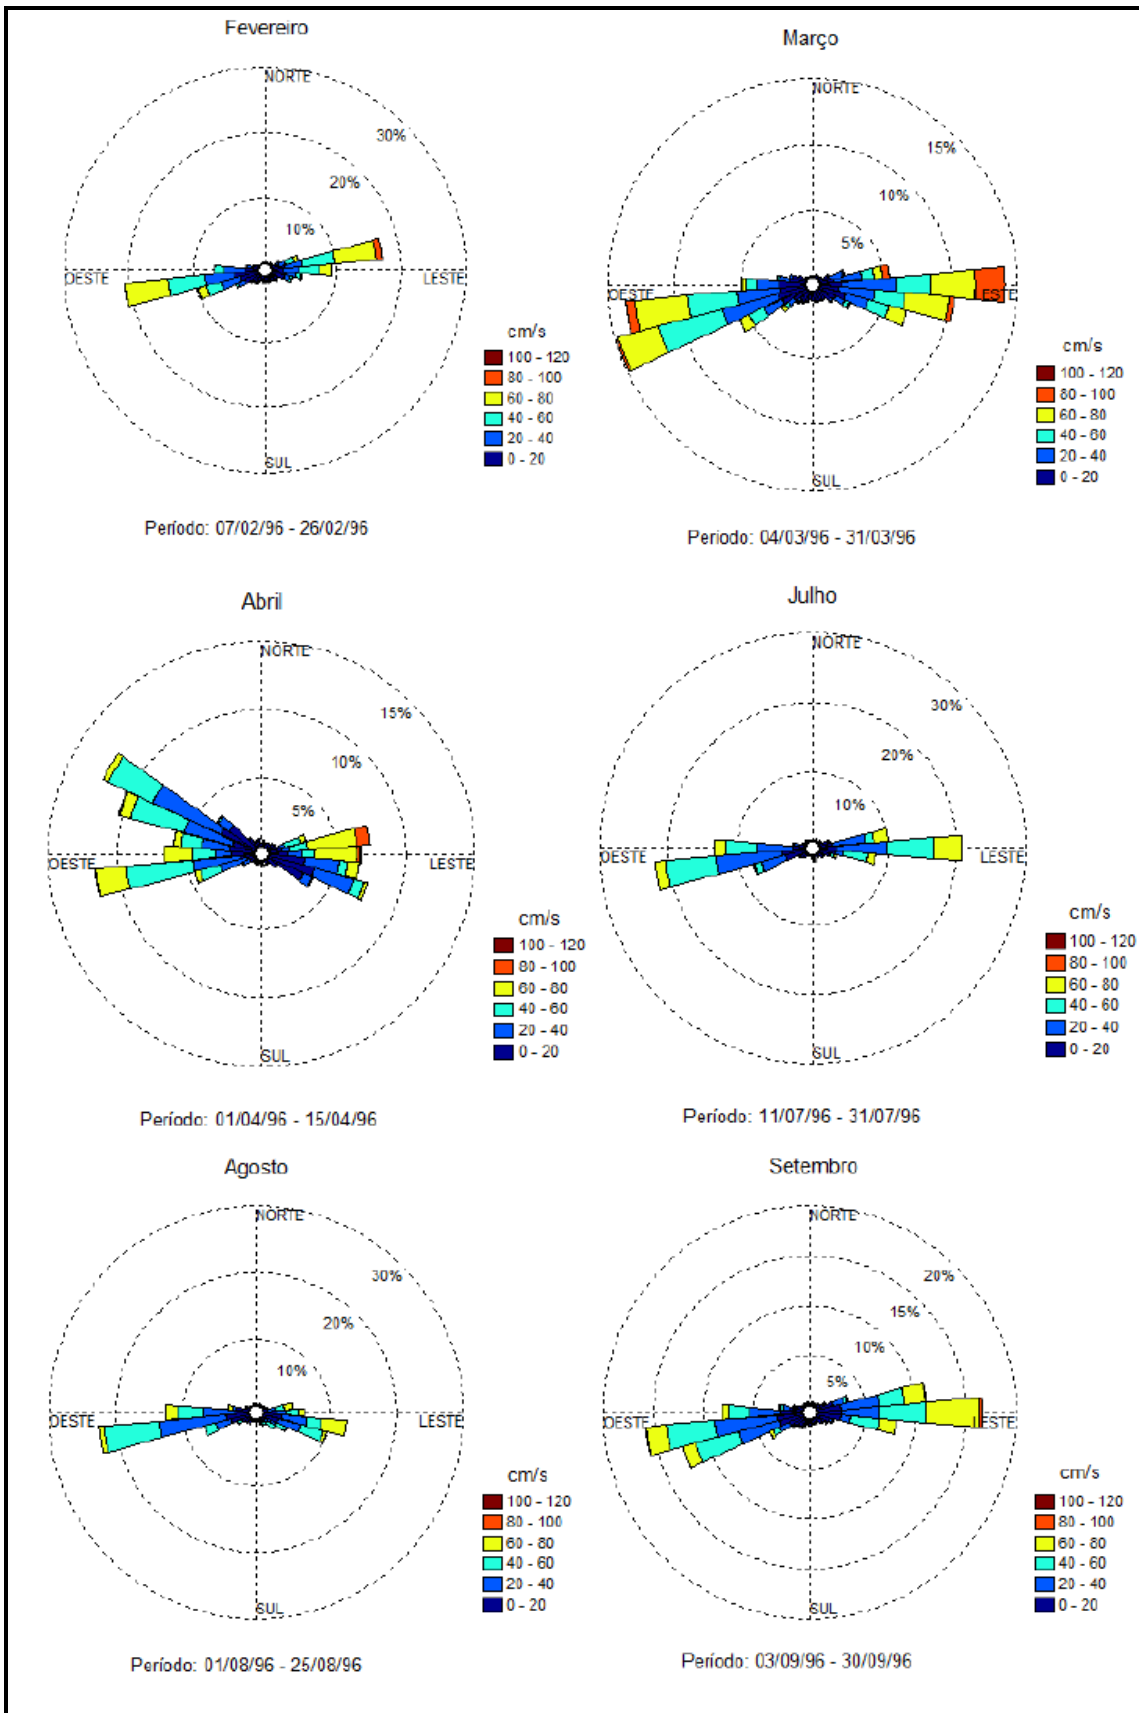 Fevereiro
NORTE
30%
20%
10%
OESTE
LESTE
SUL
cm/s
100 - 120
80 - 100
60 - 80
40 - 60
20 - 40
0 - 20
Período: 07/02/96 - 26/02/96
Março
NORTE
15%
10%
5%
OESTE
LESTE
SUL
cm/s
100 - 120
80 - 100
60 - 80
40 - 60
20 - 40
0 - 20
Periodo: 04/03/96 - 31/03/96
Abril
NORTE
15%
10%
5%
OESTE
LESTE
SUL
cm/s
100 - 120
80 - 100
60 - 80
40 - 60
20 - 40
0 - 20
Período: 01/04/96 - 15/04/96
Julho
NORTE
30%
20%
10%
OESTE
LESTE
SUL
cm/s
100 - 120
80 - 100
60 - 80
40 - 60
20 - 40
0 - 20
Período: 11/07/96 - 31/07/96
Agosto
NORTE
30%
20%
10%
OESTE
LESTE
SUL
cm/s
100 - 120
80 - 100
60 - 80
40 - 60
20 - 40
0 - 20
Período: 01/08/96 - 25/08/96
Setembro
NORTE
20%
15%
10%
5%
OESTE
LESTE
SUL
cm/s
100 - 120
80 - 100
60 - 80
40 - 60
20 - 40
0 - 20
Período: 03/09/96 - 30/09/96